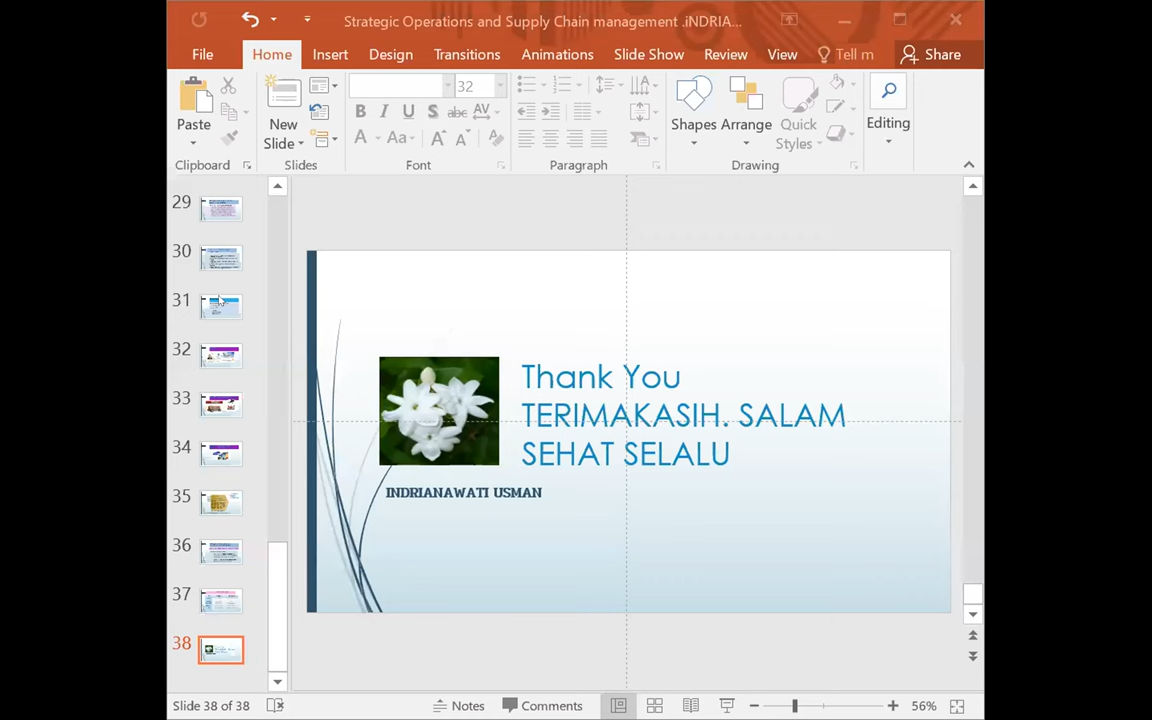 Strategic Operations and Supply Chain management .iNDRIA...
File Home Insert Design Transitions Animations Slide Show Review View Tell m Share
32
Paste New Slide Shapes Arrange Quick Styles Editing
B I U S abc AV
A Aa A A
Clipboard Slides Font Paragraph Drawing
29
30
31
32
33
34
35
36
37
38
Thank You
TERIMAKASIH. SALAM
SEHAT SELALU
INDRIANAWATI USMAN
Slide 38 of 38 Notes Comments 56%